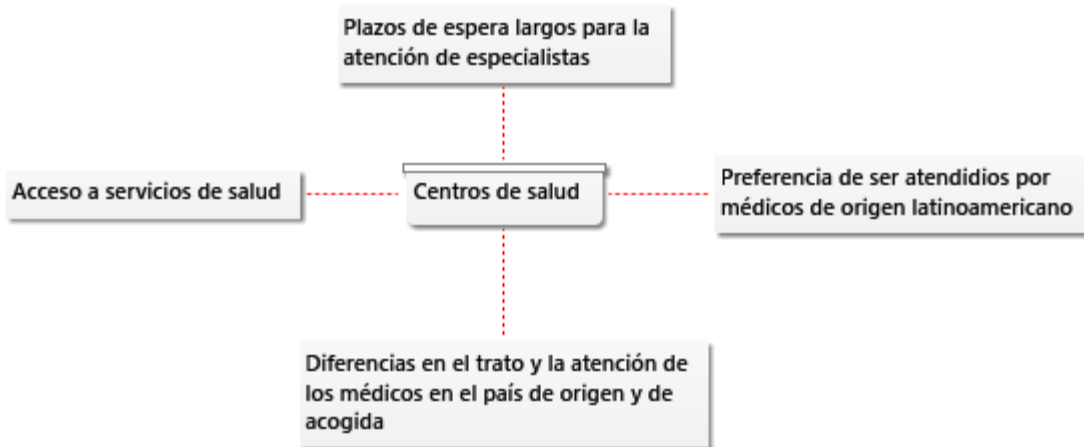 Plazos de espera largos para la
atención de especialistas
Acceso a servicios de salud
Centros de salud
Preferencia de ser atendidios por
médicos de origen latinoamericano
Diferencias en el trato y la atención de
los médicos en el país de origen y de
acogida